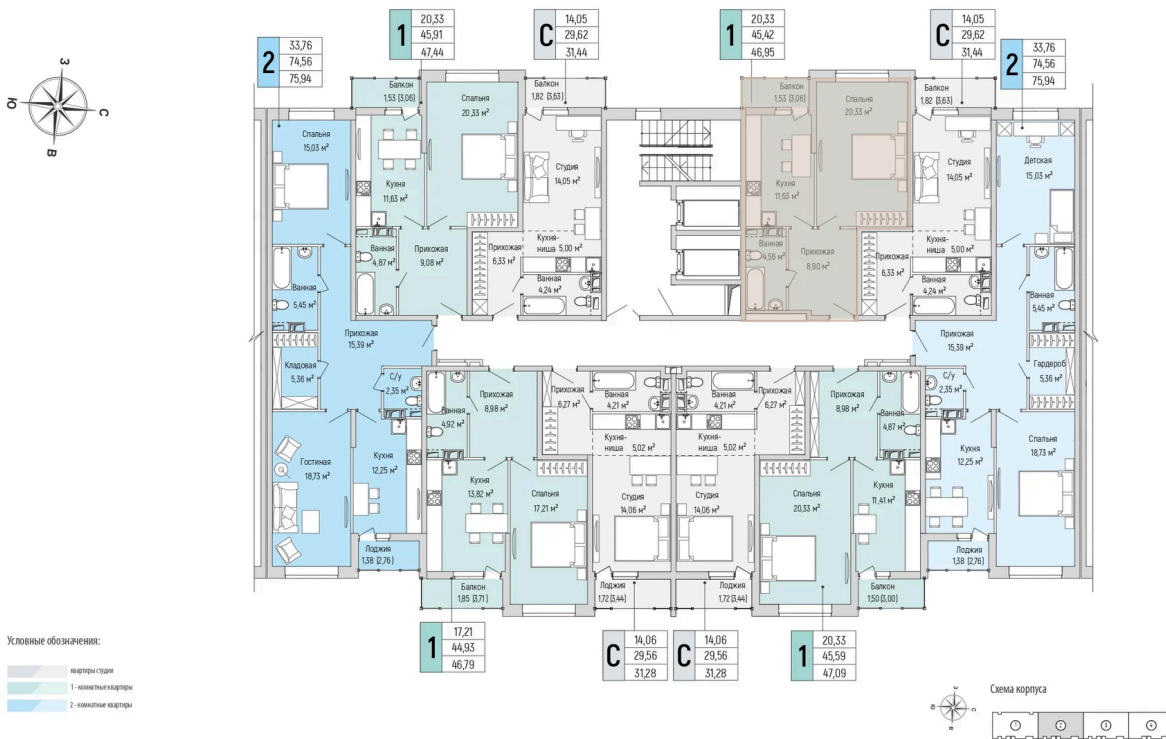 1
20,33
45,91
47,44
С
14,05
29,62
31,44
1
20,33
45,42
46,95
С
14,05
29,62
31,44
2
33,76
74,56
75,94
2
33,76
74,56
75,94
З
Ю
С
В
Балкон
1,53 (3,06)
Спальня
20,33 м²
Балкон
1,82 (3,63)
Балкон
1,53 (3,06)
Спальня
20,33 м²
Балкон
1,82 (3,63)
Спальня
15,03 м²
Кухня
11,63 м²
Студия
14,05 м²
Кухня
11,63 м²
Студия
14,05 м²
Детская
15,03 м²
Ванная
4,87 м²
Прихожая
9,08 м²
Прихожая
6,33 м²
Кухня-
ниша 5,00 м²
Ванная
4,24 м²
Ванная
4,56 м²
Прихожая
8,90 м²
Прихожая
6,33 м²
Кухня-
ниша 5,00 м²
Ванная
4,24 м²
Ванная
5,45 м²
Ванная
5,45 м²
Прихожая
15,39 м²
Прихожая
15,39 м²
Кладовая
5,36 м²
С/у
2,35 м²
Прихожая
8,98 м²
Прихожая
6,27 м²
Ванная
4,21 м²
Ванная
4,21 м²
Прихожая
6,27 м²
Прихожая
8,98 м²
С/у
2,35 м²
Гардероб
5,36 м²
Ванная
4,92 м²
Кухня-
ниша 5,02 м²
Кухня-
ниша 5,02 м²
Ванная
4,87 м²
Гостиная
18,73 м²
Кухня
12,25 м²
Кухня
13,82 м²
Спальня
17,21 м²
Студия
14,06 м²
Студия
14,06 м²
Спальня
20,33 м²
Кухня
11,41 м²
Кухня
12,25 м²
Спальня
18,73 м²
Лоджия
1,38 (2,76)
Балкон
1,85 (3,71)
Лоджия
1,72 (3,44)
Лоджия
1,72 (3,44)
Балкон
1,50 (3,00)
Лоджия
1,38 (2,76)
1
17,21
44,93
46,79
С
14,06
29,56
31,28
С
14,06
29,56
31,28
1
20,33
45,59
47,09
Условные обозначения:
квартиры студии
1 - комнатные квартиры
2 - комнатные квартиры
З
Ю
С
В
Схема корпуса
1
2
3
4